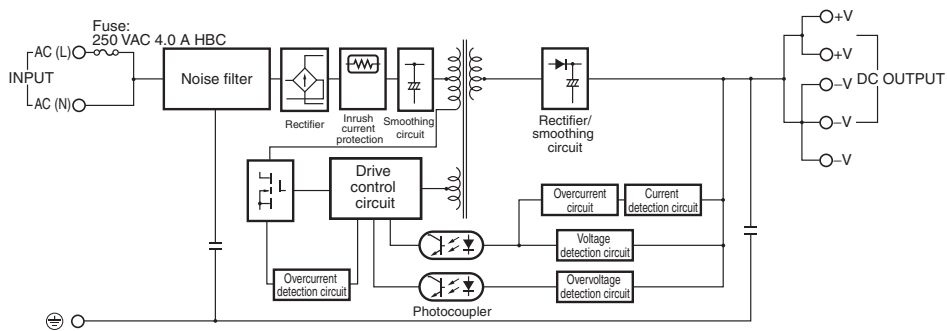 Fuse:
250 VAC 4.0 A HBC
AC (L)
INPUT
AC (N)
Noise filter
Rectifier
Inrush
current
protection
Smoothing
circuit
Rectifier/
smoothing
circuit
+V
+V
–V
DC OUTPUT
–V
–V
Drive
control
circuit
Overcurrent
circuit
Current
detection circuit
Voltage
detection circuit
Overcurrent
detection circuit
Overvoltage
detection circuit
Photocoupler